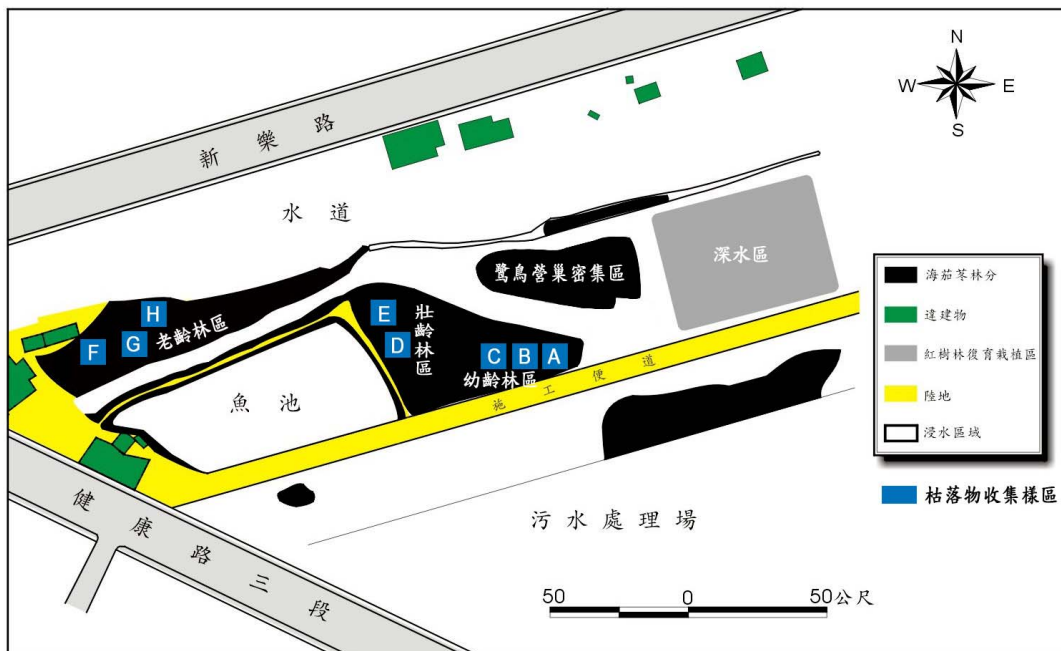 新樂路
N
W E
S
水道
深水區
鷺鳥營巢密集區
H
G
F
老齡林區
E
D
壯齡林區
C B A
幼齡林區
施工便道
魚池
海茄苳林分
違建物
紅樹林復育栽植區
陸地
浸水區域
枯落物收集樣區
健康路三段
污水處理場
50 0 50公尺